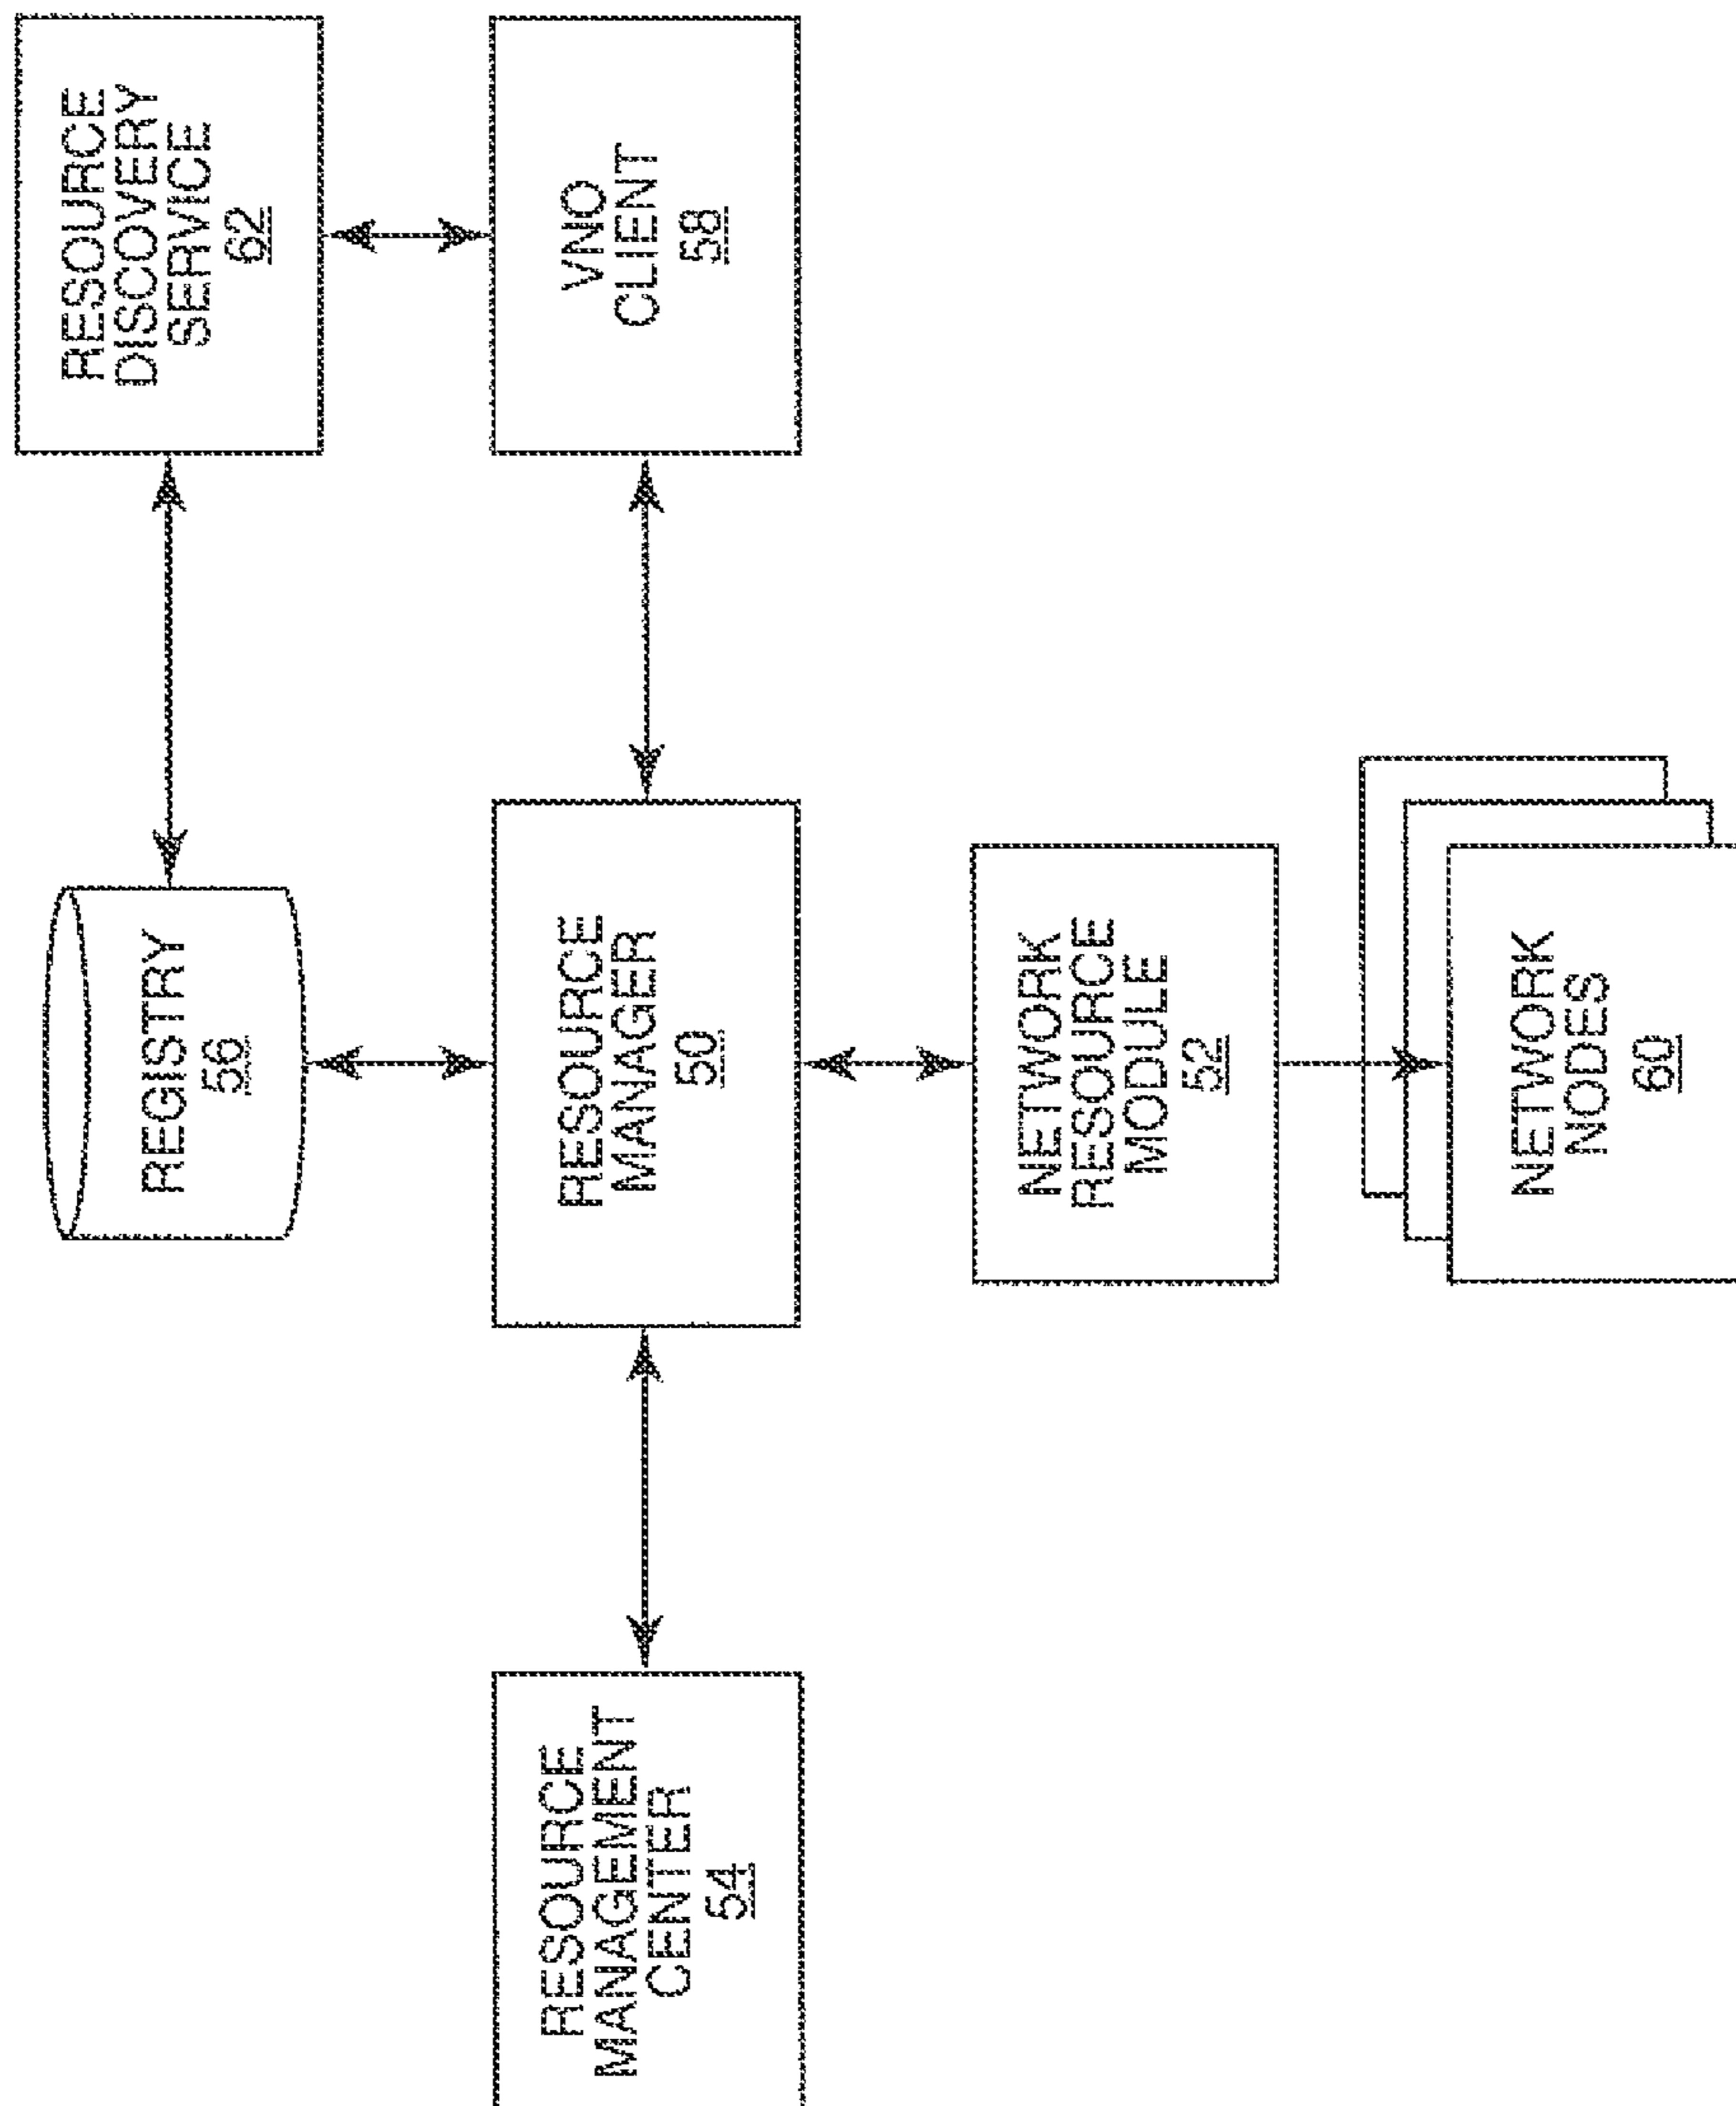 RESOURCE
MANAGEMENT
CENTER
54
REGISTRY
56
RESOURCE
MANAGER
50
NETWORK
RESOURCE
MODULE
52
NETWORK
NODES
60
RESOURCE
DISCOVERY
SERVICE
62
VNO
CLIENT
58